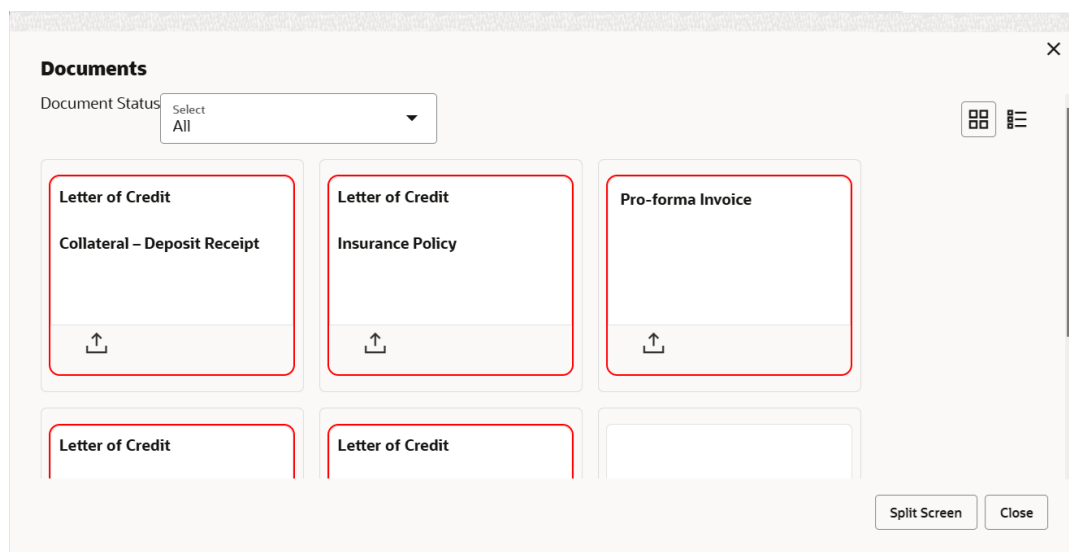 Documents
Document Status
Select
All
Letter of Credit
Collateral – Deposit Receipt
Letter of Credit
Insurance Policy
Pro-forma Invoice
Letter of Credit
Letter of Credit
Split Screen
Close